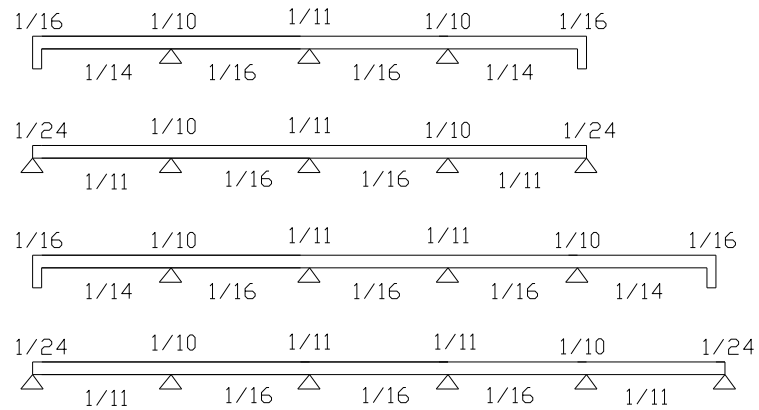 1/16 1/10 1/11 1/10 1/16
1/14 1/16 1/16 1/14
1/24 1/10 1/11 1/10 1/24
1/11 1/16 1/16 1/11
1/16 1/10 1/11 1/11 1/10 1/16
1/14 1/16 1/16 1/16 1/14
1/24 1/10 1/11 1/11 1/10 1/24
1/11 1/16 1/16 1/16 1/11